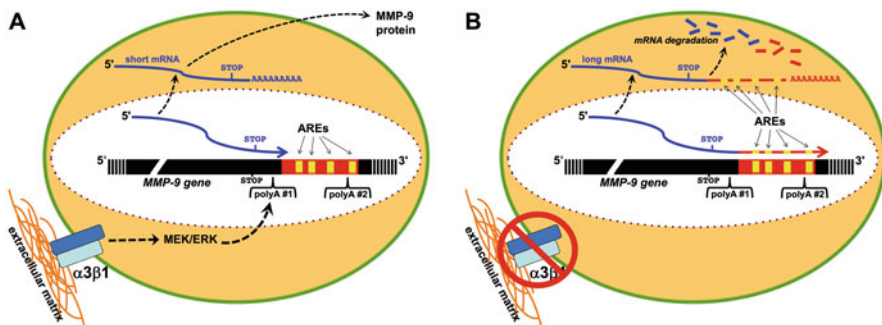 A
MMP-9
protein
5'
short mRNA
STOP
AAAAAAAAA
5'
STOP
AREs
5'
3'
MMP-9 gene
STOP
polyA #1
polyA #2
MEK/ERK
α3β1
extracellular matrix
B
mRNA degradation
5'
long mRNA
STOP
AAAAAAAAA
5'
AREs
STOP
5'
3'
MMP-9 gene
STOP
polyA #1
polyA #2
α3β1
extracellular matrix